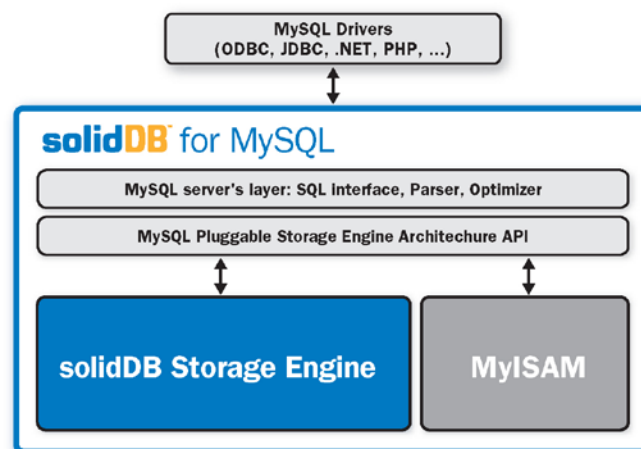 MySQL Drivers
(ODBC, JDBC, .NET, PHP, ...)
solidDB™ for MySQL
MySQL server's layer: SQL interface, Parser, Optimizer
MySQL Pluggable Storage Engine Architechure API
solidDB Storage Engine
MyISAM